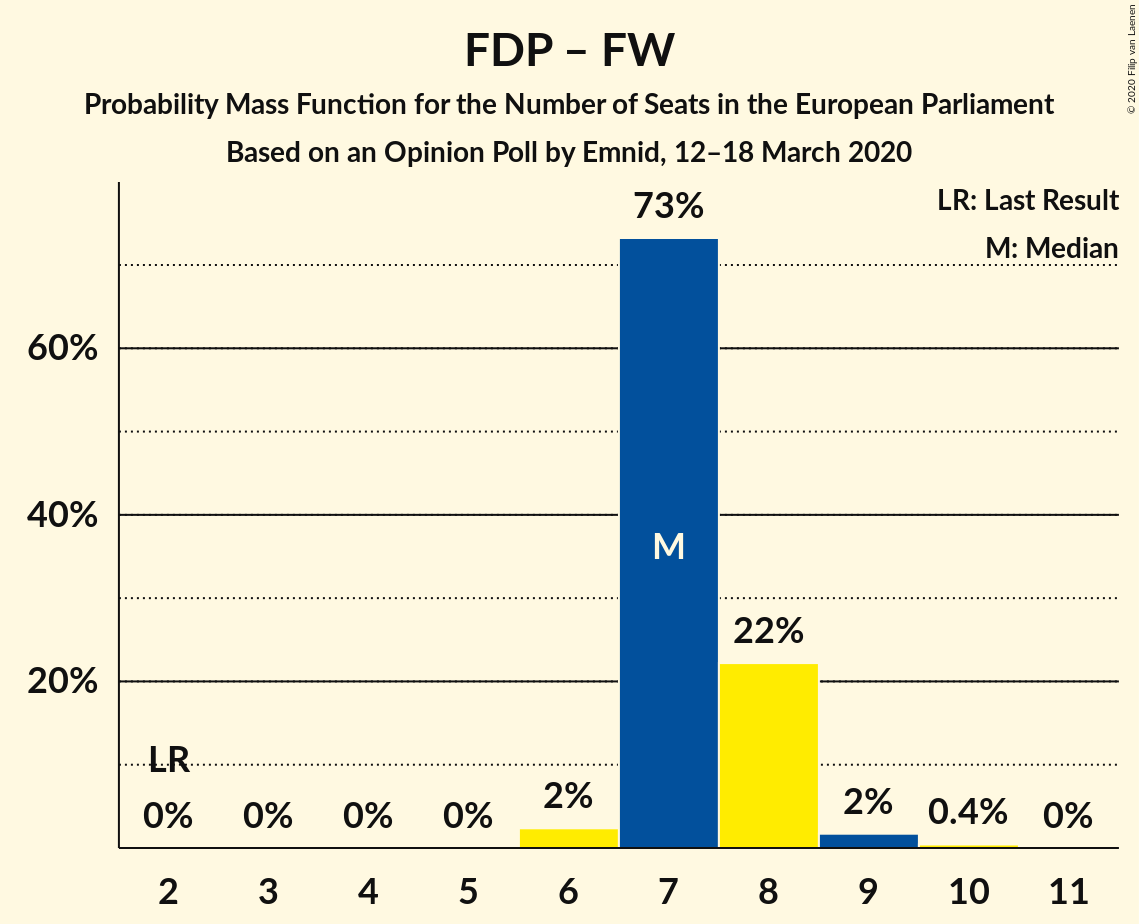 FDP – FW
Probability Mass Function for the Number of Seats in the European Parliament
Based on an Opinion Poll by Emnid, 12–18 March 2020
© 2020 Filip van Laenen
LR: Last Result
M: Median
73%
60%
40%
M
22%
20%
LR
0%
0%
0%
0%
2%
2%
0.4%
0%
2
3
4
5
6
7
8
9
10
11